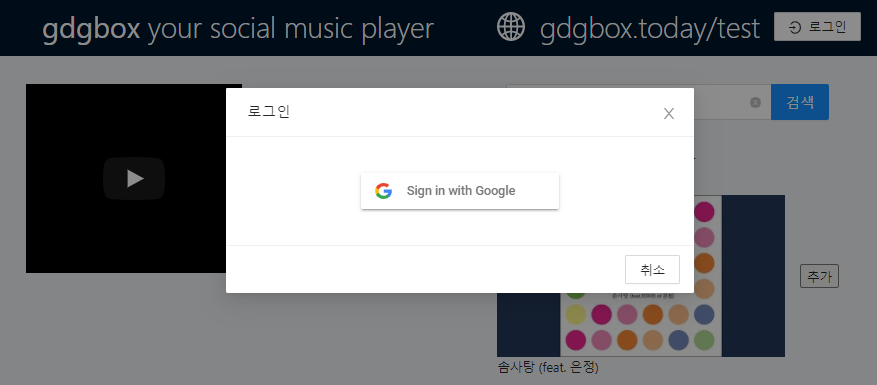 gdgbox your social music player
gdgbox.today/test
로그인
로그인
검색
Sign in with Google
취소
추가
솜사탕 (feat. 은정)